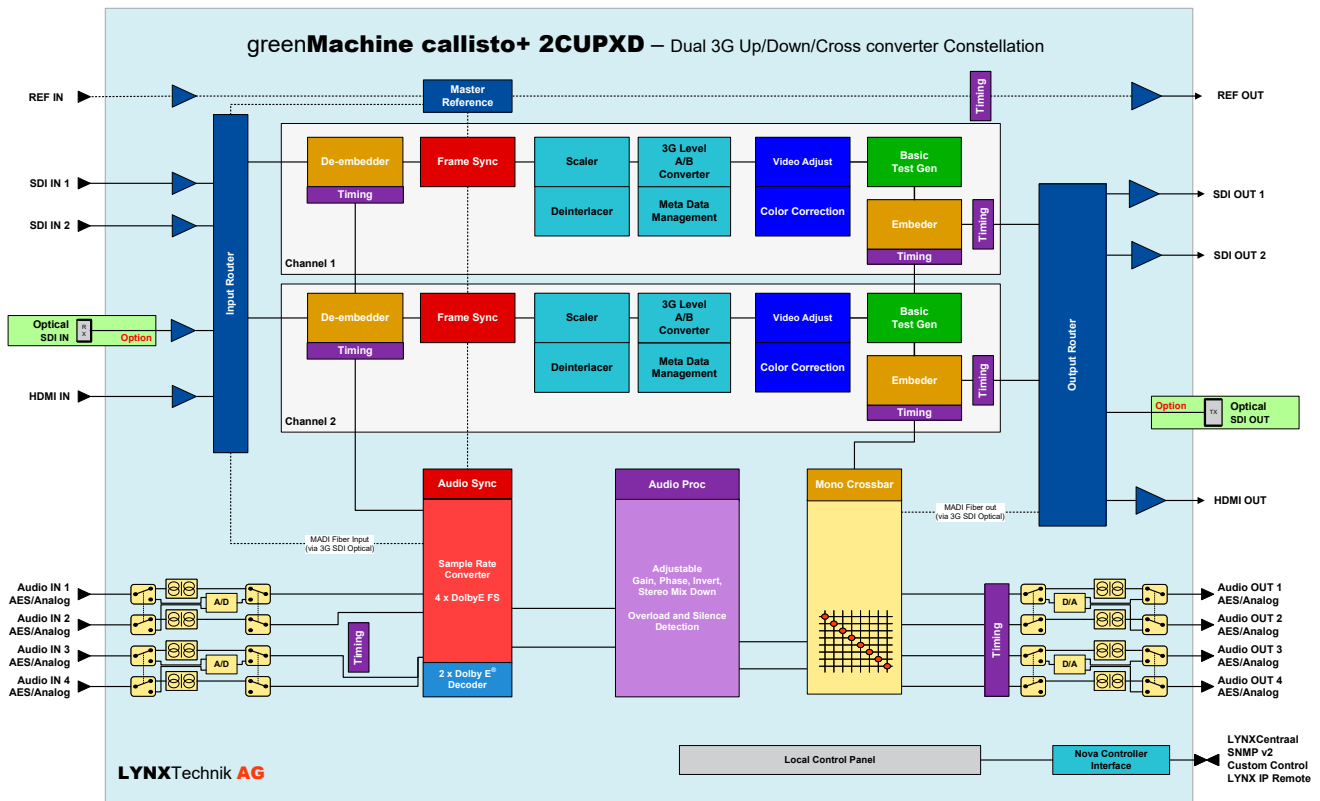 greenMachine callisto+ 2CUPXD – Dual 3G Up/Down/Cross converter Constellation
REF IN
Master
Reference
Timing
REF OUT
SDI IN 1
SDI IN 2
Optical
SDI IN
R
X
Option
HDMI IN
Input Router
De-embedder
Timing
Frame Sync
Scaler
Deinterlacer
3G Level
A/B
Converter
Meta Data
Management
Video Adjust
Color Correction
Basic
Test Gen
Embeder
Timing
Timing
Channel 1
De-embedder
Timing
Frame Sync
Scaler
Deinterlacer
3G Level
A/B
Converter
Meta Data
Management
Video Adjust
Color Correction
Basic
Test Gen
Embeder
Timing
Timing
Channel 2
Output Router
SDI OUT 1
SDI OUT 2
Option
TX
Optical
SDI OUT
HDMI OUT
Audio Sync
Sample Rate
Converter
4 x DolbyE FS
2 x Dolby E®
Decoder
Audio Proc
Adjustable
Gain, Phase, Invert,
Stereo Mix Down
Overload and Silence
Detection
Mono Crossbar
MADI Fiber Input
(via 3G SDI Optical)
MADI Fiber out
(via 3G SDI Optical)
Audio IN 1
AES/Analog
Audio IN 2
AES/Analog
Audio IN 3
AES/Analog
Audio IN 4
AES/Analog
A/D
A/D
Timing
Timing
D/A
D/A
Audio OUT 1
AES/Analog
Audio OUT 2
AES/Analog
Audio OUT 3
AES/Analog
Audio OUT 4
AES/Analog
LYNXTechnik AG
Local Control Panel
Nova Controller
Interface
LYNXCentraal
SNMP v2
Custom Control
LYNX IP Remote